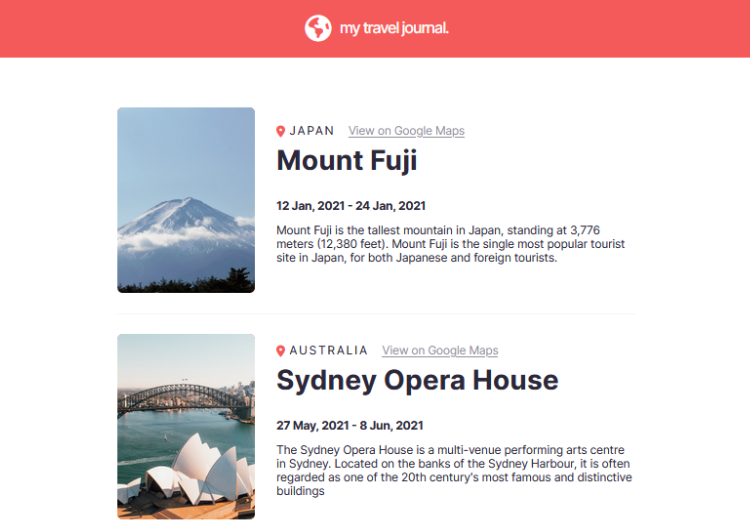 my travel journal.
JAPAN View on Google Maps
Mount Fuji
12 Jan, 2021 - 24 Jan, 2021
Mount Fuji is the tallest mountain in Japan, standing at 3,776
meters (12,380 feet). Mount Fuji is the single most popular tourist
site in Japan, for both Japanese and foreign tourists.
AUSTRALIA View on Google Maps
Sydney Opera House
27 May, 2021 - 8 Jun, 2021
The Sydney Opera House is a multi-venue performing arts centre
in Sydney. Located on the banks of the Sydney Harbour, it is often
regarded as one of the 20th century's most famous and distinctive
buildings